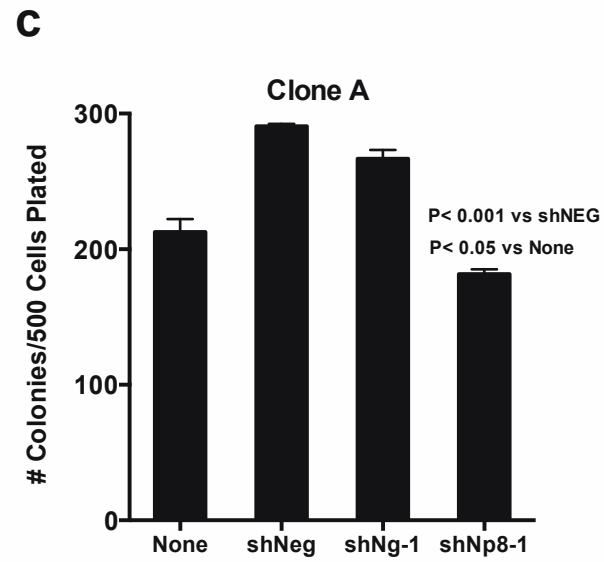 C
Clone A
# Colonies/500 Cells Plated
300
200
100
0
P< 0.001 vs shNEG
P< 0.05 vs None
None shNeg shNg-1 shNp8-1